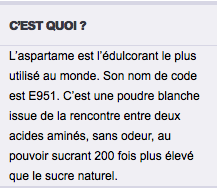 C'EST QUOI ?
L'aspartame est l'édulcorant le plus
utilisé au monde. Son nom de code
est E951. C'est une poudre blanche
issue de la rencontre entre deux
acides aminés, sans odeur, au
pouvoir sucrant 200 fois plus élevé
que le sucre naturel.